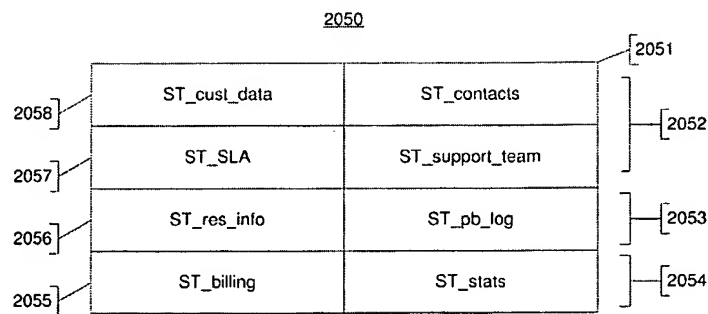 2050
2051
ST_cust_data ST_contacts
2058
2052
ST_SLA ST_support_team
2057
ST_res_info ST_pb_log
2056
2053
ST_billing ST_stats
2055
2054